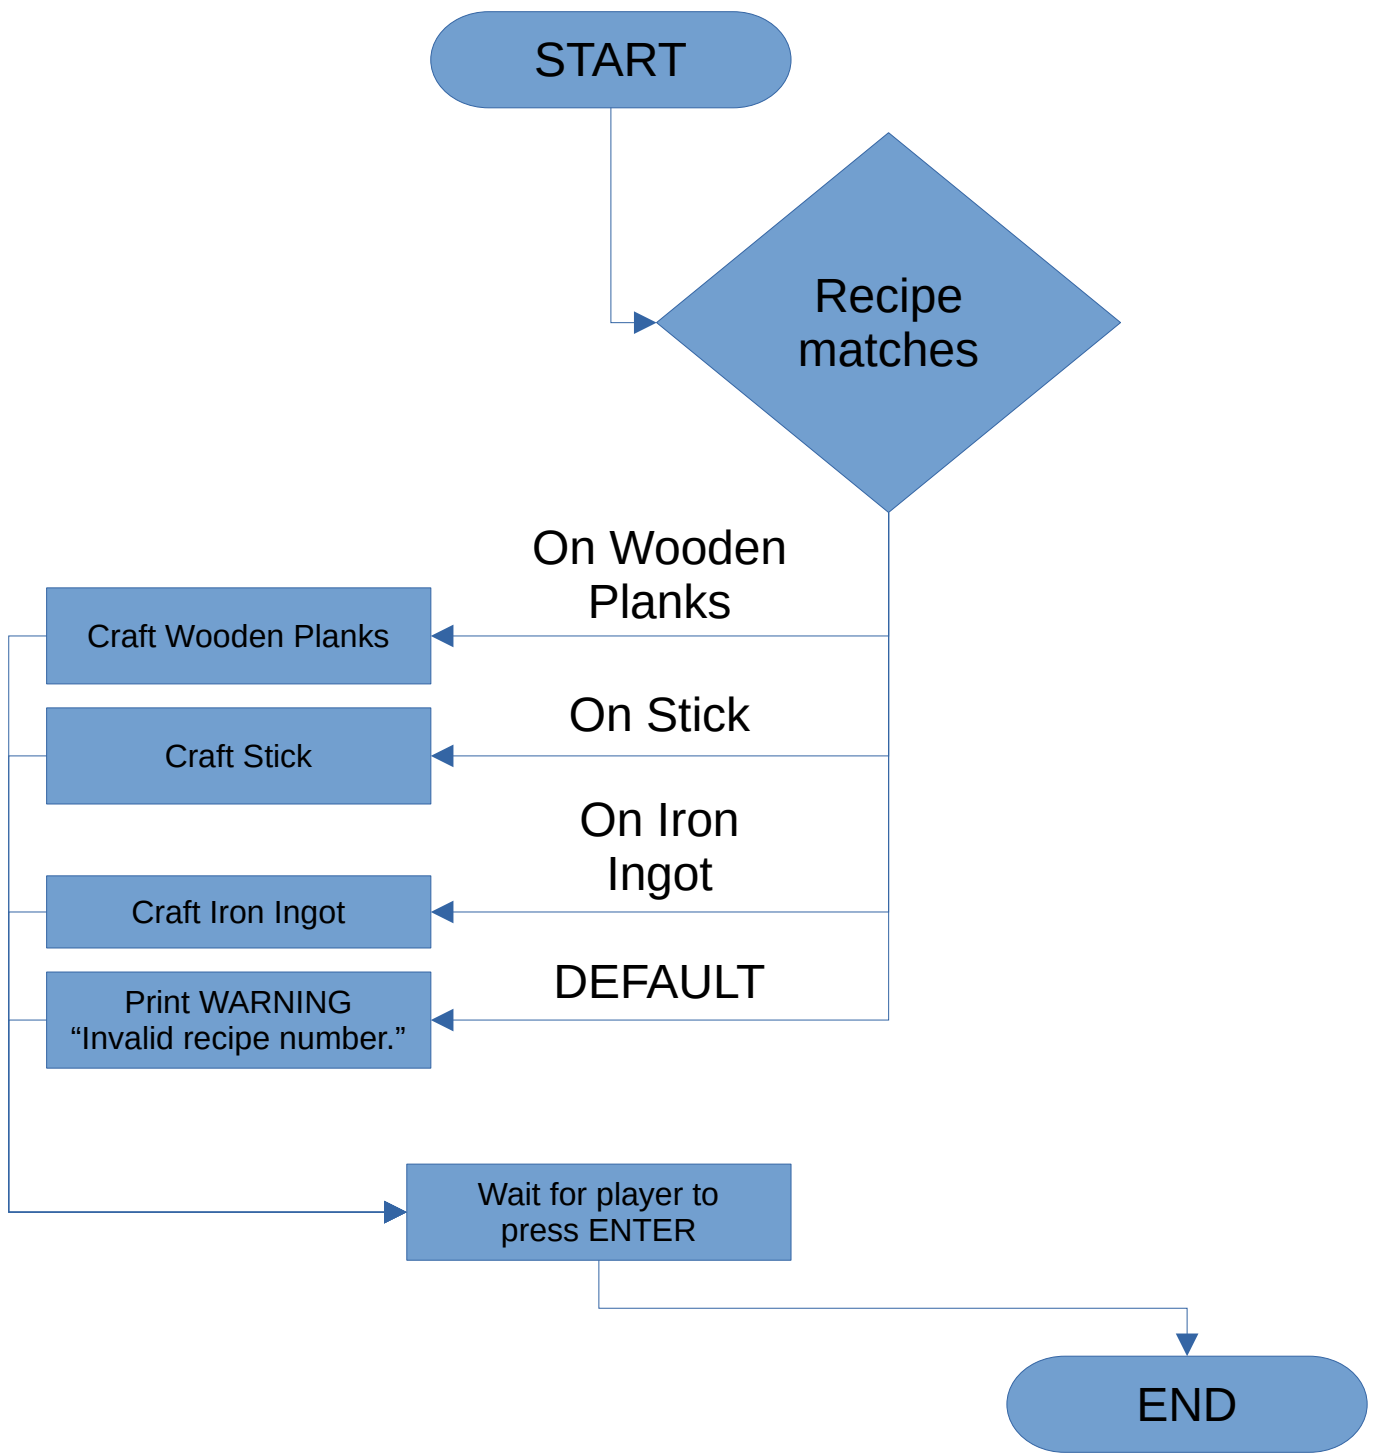 START
Recipe
matches
On Wooden
Planks
Craft Wooden Planks
On Stick
Craft Stick
On Iron
Ingot
Craft Iron Ingot
DEFAULT
Print WARNING
“Invalid recipe number.”
Wait for player to
press ENTER
END